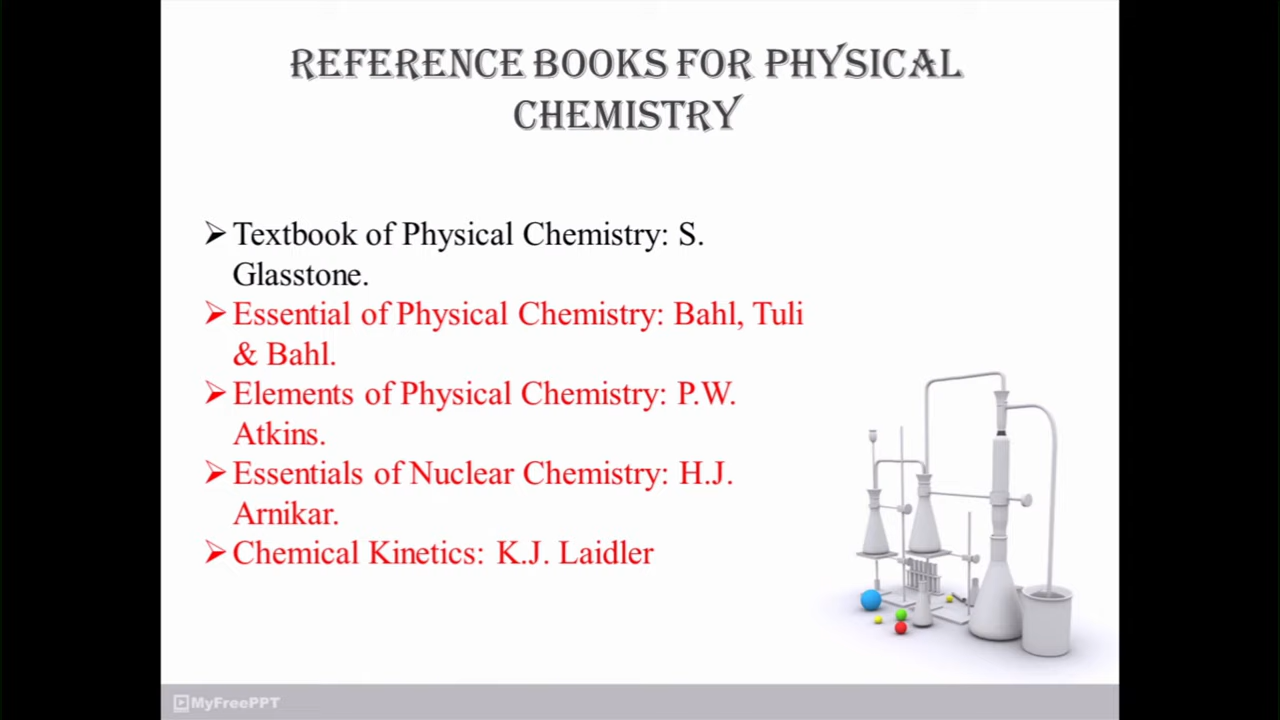 REFERENCE BOOKS FOR PHYSICAL
CHEMISTRY
➢Textbook of Physical Chemistry: S.
Glasstone.
➢Essential of Physical Chemistry: Bahl, Tuli
& Bahl.
➢Elements of Physical Chemistry: P.W.
Atkins.
➢Essentials of Nuclear Chemistry: H.J.
Arnikar.
➢Chemical Kinetics: K.J. Laidler
MyFreePPT